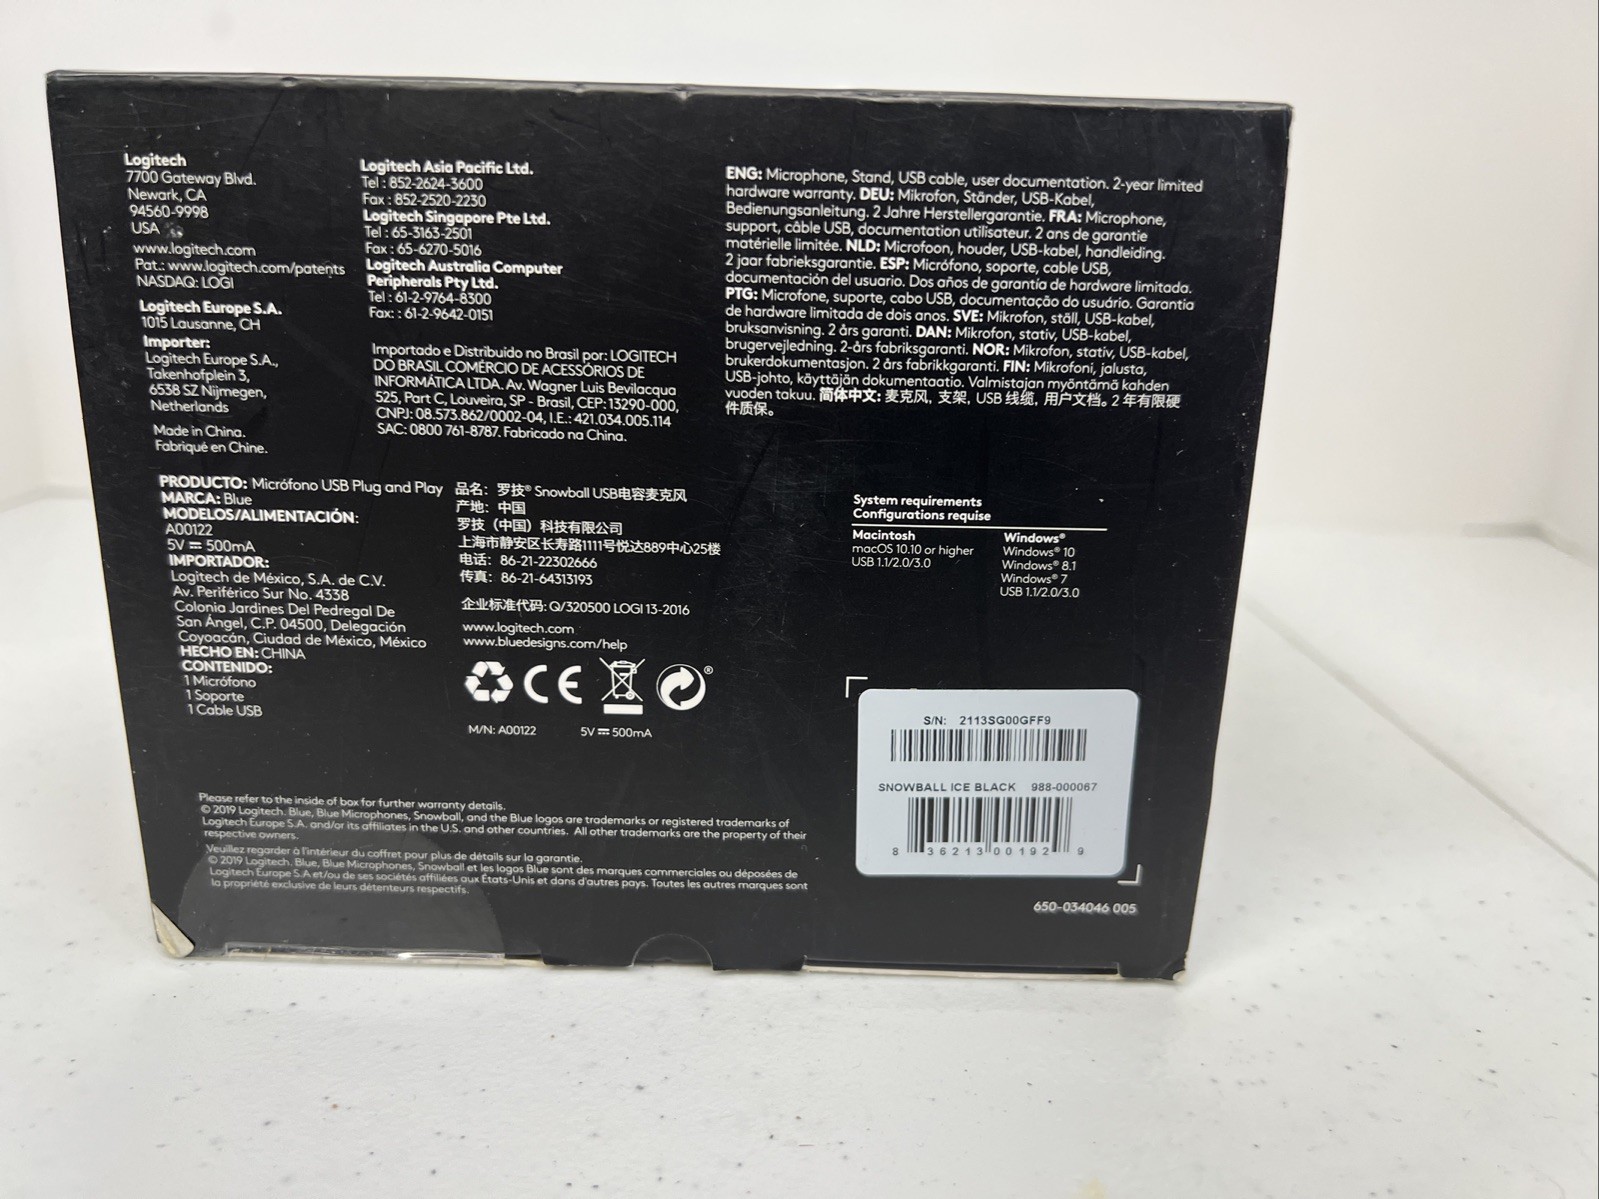 Logitech
7700 Gateway Blvd.
Newark, CA
94560-9998
USA
www.logitech.com
Pat.: www.logitech.com/patents
NASDAQ: LOGI
Logitech Europe S.A.
1015 Lausanne, CH
Importer:
Logitech Europe S.A.,
Takenhofplein 3,
6538 SZ Nijmegen,
Netherlands
Made in China.
Fabriqué en Chine.
Logitech Asia Pacific Ltd.
Tel : 852-2624-3600
Fax : 852-2520-2230
Logitech Singapore Pte Ltd.
Tel : 65-3163-2501
Fax : 65-6270-5016
Logitech Australia Computer
Peripherals Pty Ltd.
Tel : 61-2-9764-8300
Fax: : 61-2-9642-0151
Importado e Distribuido no Brasil por: LOGITECH
DO BRASIL COMÉRCIO DE ACESSÓRIOS DE
INFORMÁTICA LTDA. Av. Wagner Luis Bevilacqua
525, Part C, Louveira, SP - Brasil, CEP: 13290-000,
CNPJ: 08.573.862/0002-04, I.E.: 421.034.005.114
SAC: 0800 761-8787. Fabricado na China.
ENG: Microphone, Stand, USB cable, user documentation. 2-year limited
hardware warranty. DEU: Mikrofon, Ständer, USB-Kabel,
Bedienungsanleitung. 2 Jahre Herstellergarantie. FRA: Microphone,
support, câble USB, documentation utilisateur. 2 ans de garantie
matérielle limitée. NLD: Microfoon, houder, USB-kabel, handleiding.
2 jaar fabrieksgarantie. ESP: Micrófono, soporte, cable USB,
documentación del usuario. Dos años de garantía de hardware limitada.
PTG: Microfone, suporte, cabo USB, documentação do usuário. Garantia
de hardware limitada de dois anos. SVE: Mikrofon, ställ, USB-kabel,
bruksanvisning. 2 års garanti. DAN: Mikrofon, stativ, USB-kabel,
brugervejledning. 2-års fabriksgaranti. NOR: Mikrofon, stativ, USB-kabel,
brukerdokumentasjon. 2 års fabrikkgaranti. FIN: Mikrofoni, jalusta,
USB-johto, käyttäjän dokumentaatio. Valmistajan myöntämä kahden
vuoden takuu. 简体中文: 麦克风, 支架, USB 线缆, 用户文档。2 年有限硬
件质保。
PRODUCTO: Micrófono USB Plug and Play
MARCA: Blue
MODELOS/ALIMENTACIÓN:
A00122
5V ⎓ 500mA
IMPORTADOR:
Logitech de México, S.A. de C.V.
Av. Periférico Sur No. 4338
Colonia Jardines Del Pedregal De
San Ángel, C.P. 04500, Delegación
Coyoacán, Ciudad de México, México
HECHO EN: CHINA
CONTENIDO:
1 Micrófono
1 Soporte
1 Cable USB
品名: 罗技® Snowball USB电容麦克风
产地: 中国
罗技（中国）科技有限公司
上海市静安区长寿路1111号悦达889中心25楼
电话: 86-21-22302666
传真: 86-21-64313193
企业标准代码: Q/320500 LOGI 13-2016
www.logitech.com
www.bluedesigns.com/help
CE
®
M/N: A00122 5V ⎓ 500mA
System requirements
Configurations requise
Macintosh
macOS 10.10 or higher
USB 1.1/2.0/3.0
Windows®
Windows® 10
Windows® 8.1
Windows® 7
USB 1.1/2.0/3.0
S/N: 2113SG00GFF9
SNOWBALL ICE BLACK 988-000067
8 36213 00192 9
650-034046 005
Please refer to the inside of box for further warranty details.
© 2019 Logitech. Blue, Blue Microphones, Snowball, and the Blue logos are trademarks or registered trademarks of
Logitech Europe S.A. and/or its affiliates in the U.S. and other countries. All other trademarks are the property of their
respective owners.
Veuillez regarder à l'intérieur du coffret pour plus de détails sur la garantie.
© 2019 Logitech. Blue, Blue Microphones, Snowball et les logos Blue sont des marques commerciales ou déposées de
Logitech Europe S.A et/ou de ses sociétés affiliées aux États-Unis et dans d'autres pays. Toutes les autres marques sont
la propriété exclusive de leurs détenteurs respectifs.